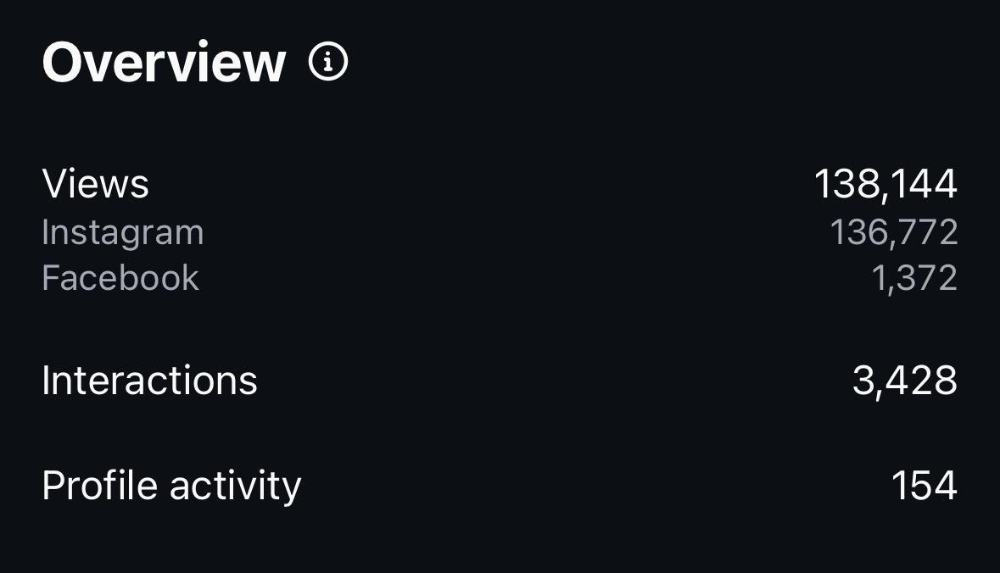 Overview
Views 138,144
Instagram 136,772
Facebook 1,372
Interactions 3,428
Profile activity 154